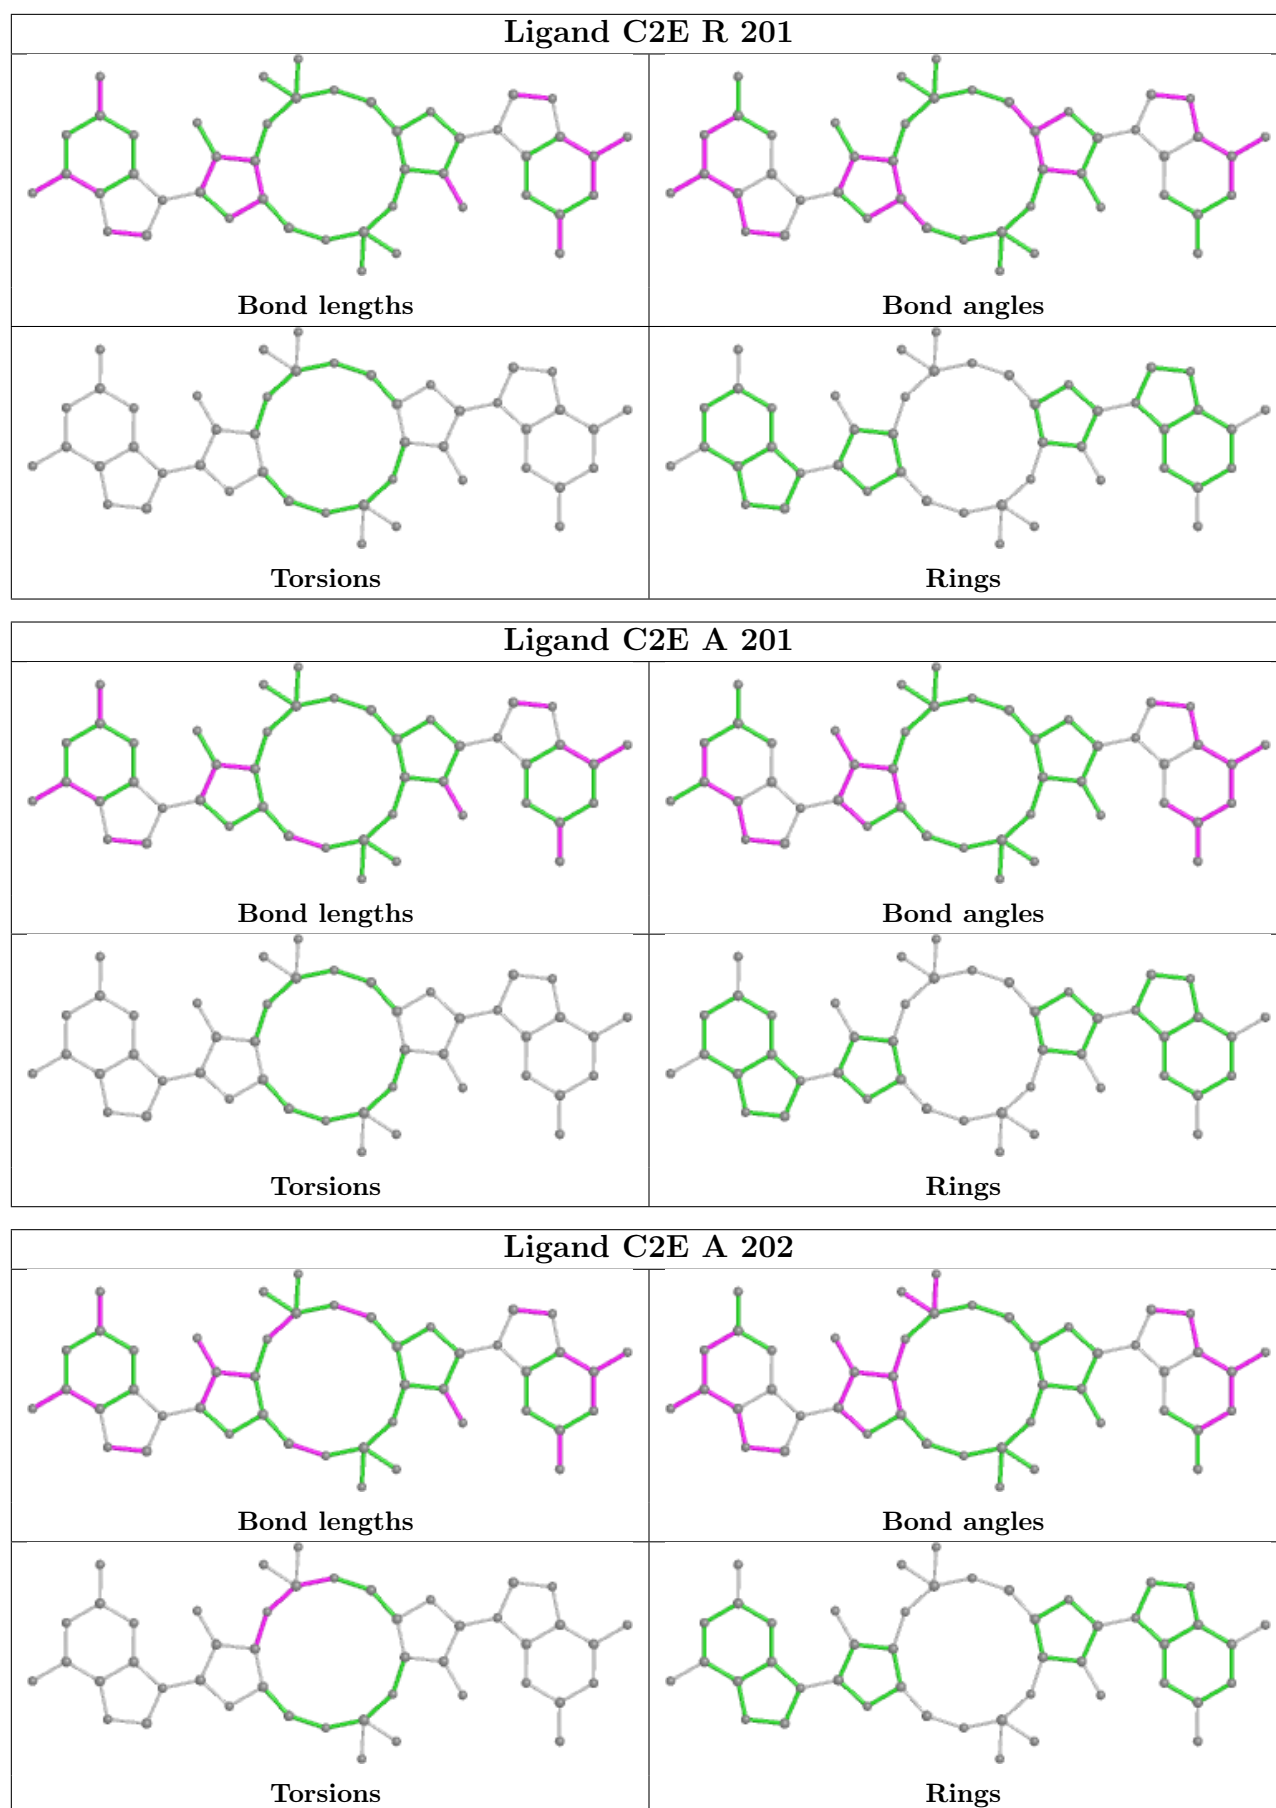 Ligand C2E R 201
Bond lengths
Bond angles
Torsions
Rings
Ligand C2E A 201
Bond lengths
Bond angles
Torsions
Rings
Ligand C2E A 202
Bond lengths
Bond angles
Torsions
Rings